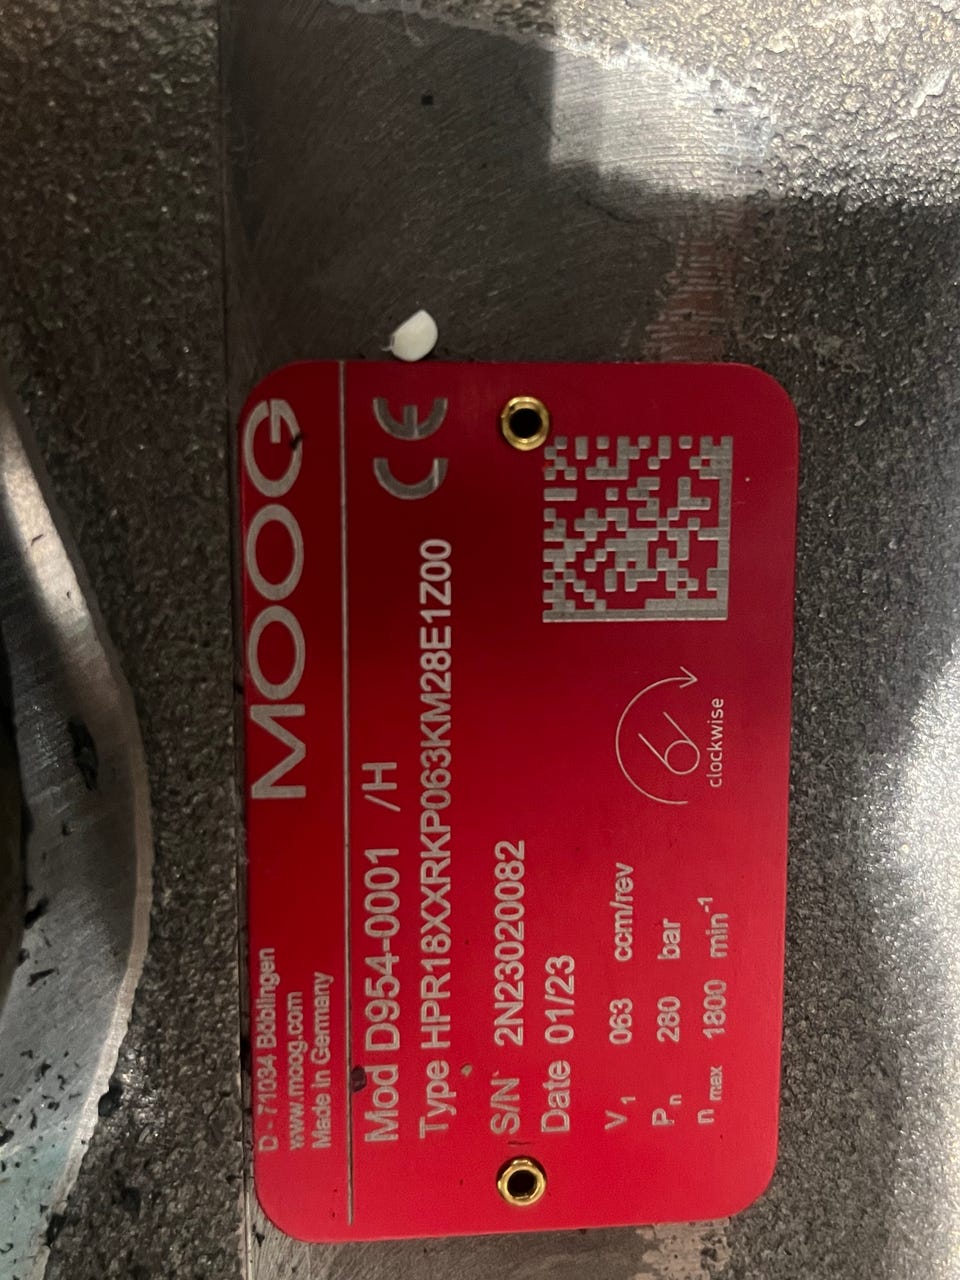 D - 71034 Böblingen
www.moog.com
Made in Germany
MOOG
Mod D954-0001 /H
Type HPR18XXRKP063KM28E1Z00
CE
S/N 2N23020082
Date 01/23
V1 063 ccm/rev
Pn 280 bar
n max 1800 min-1
clockwise